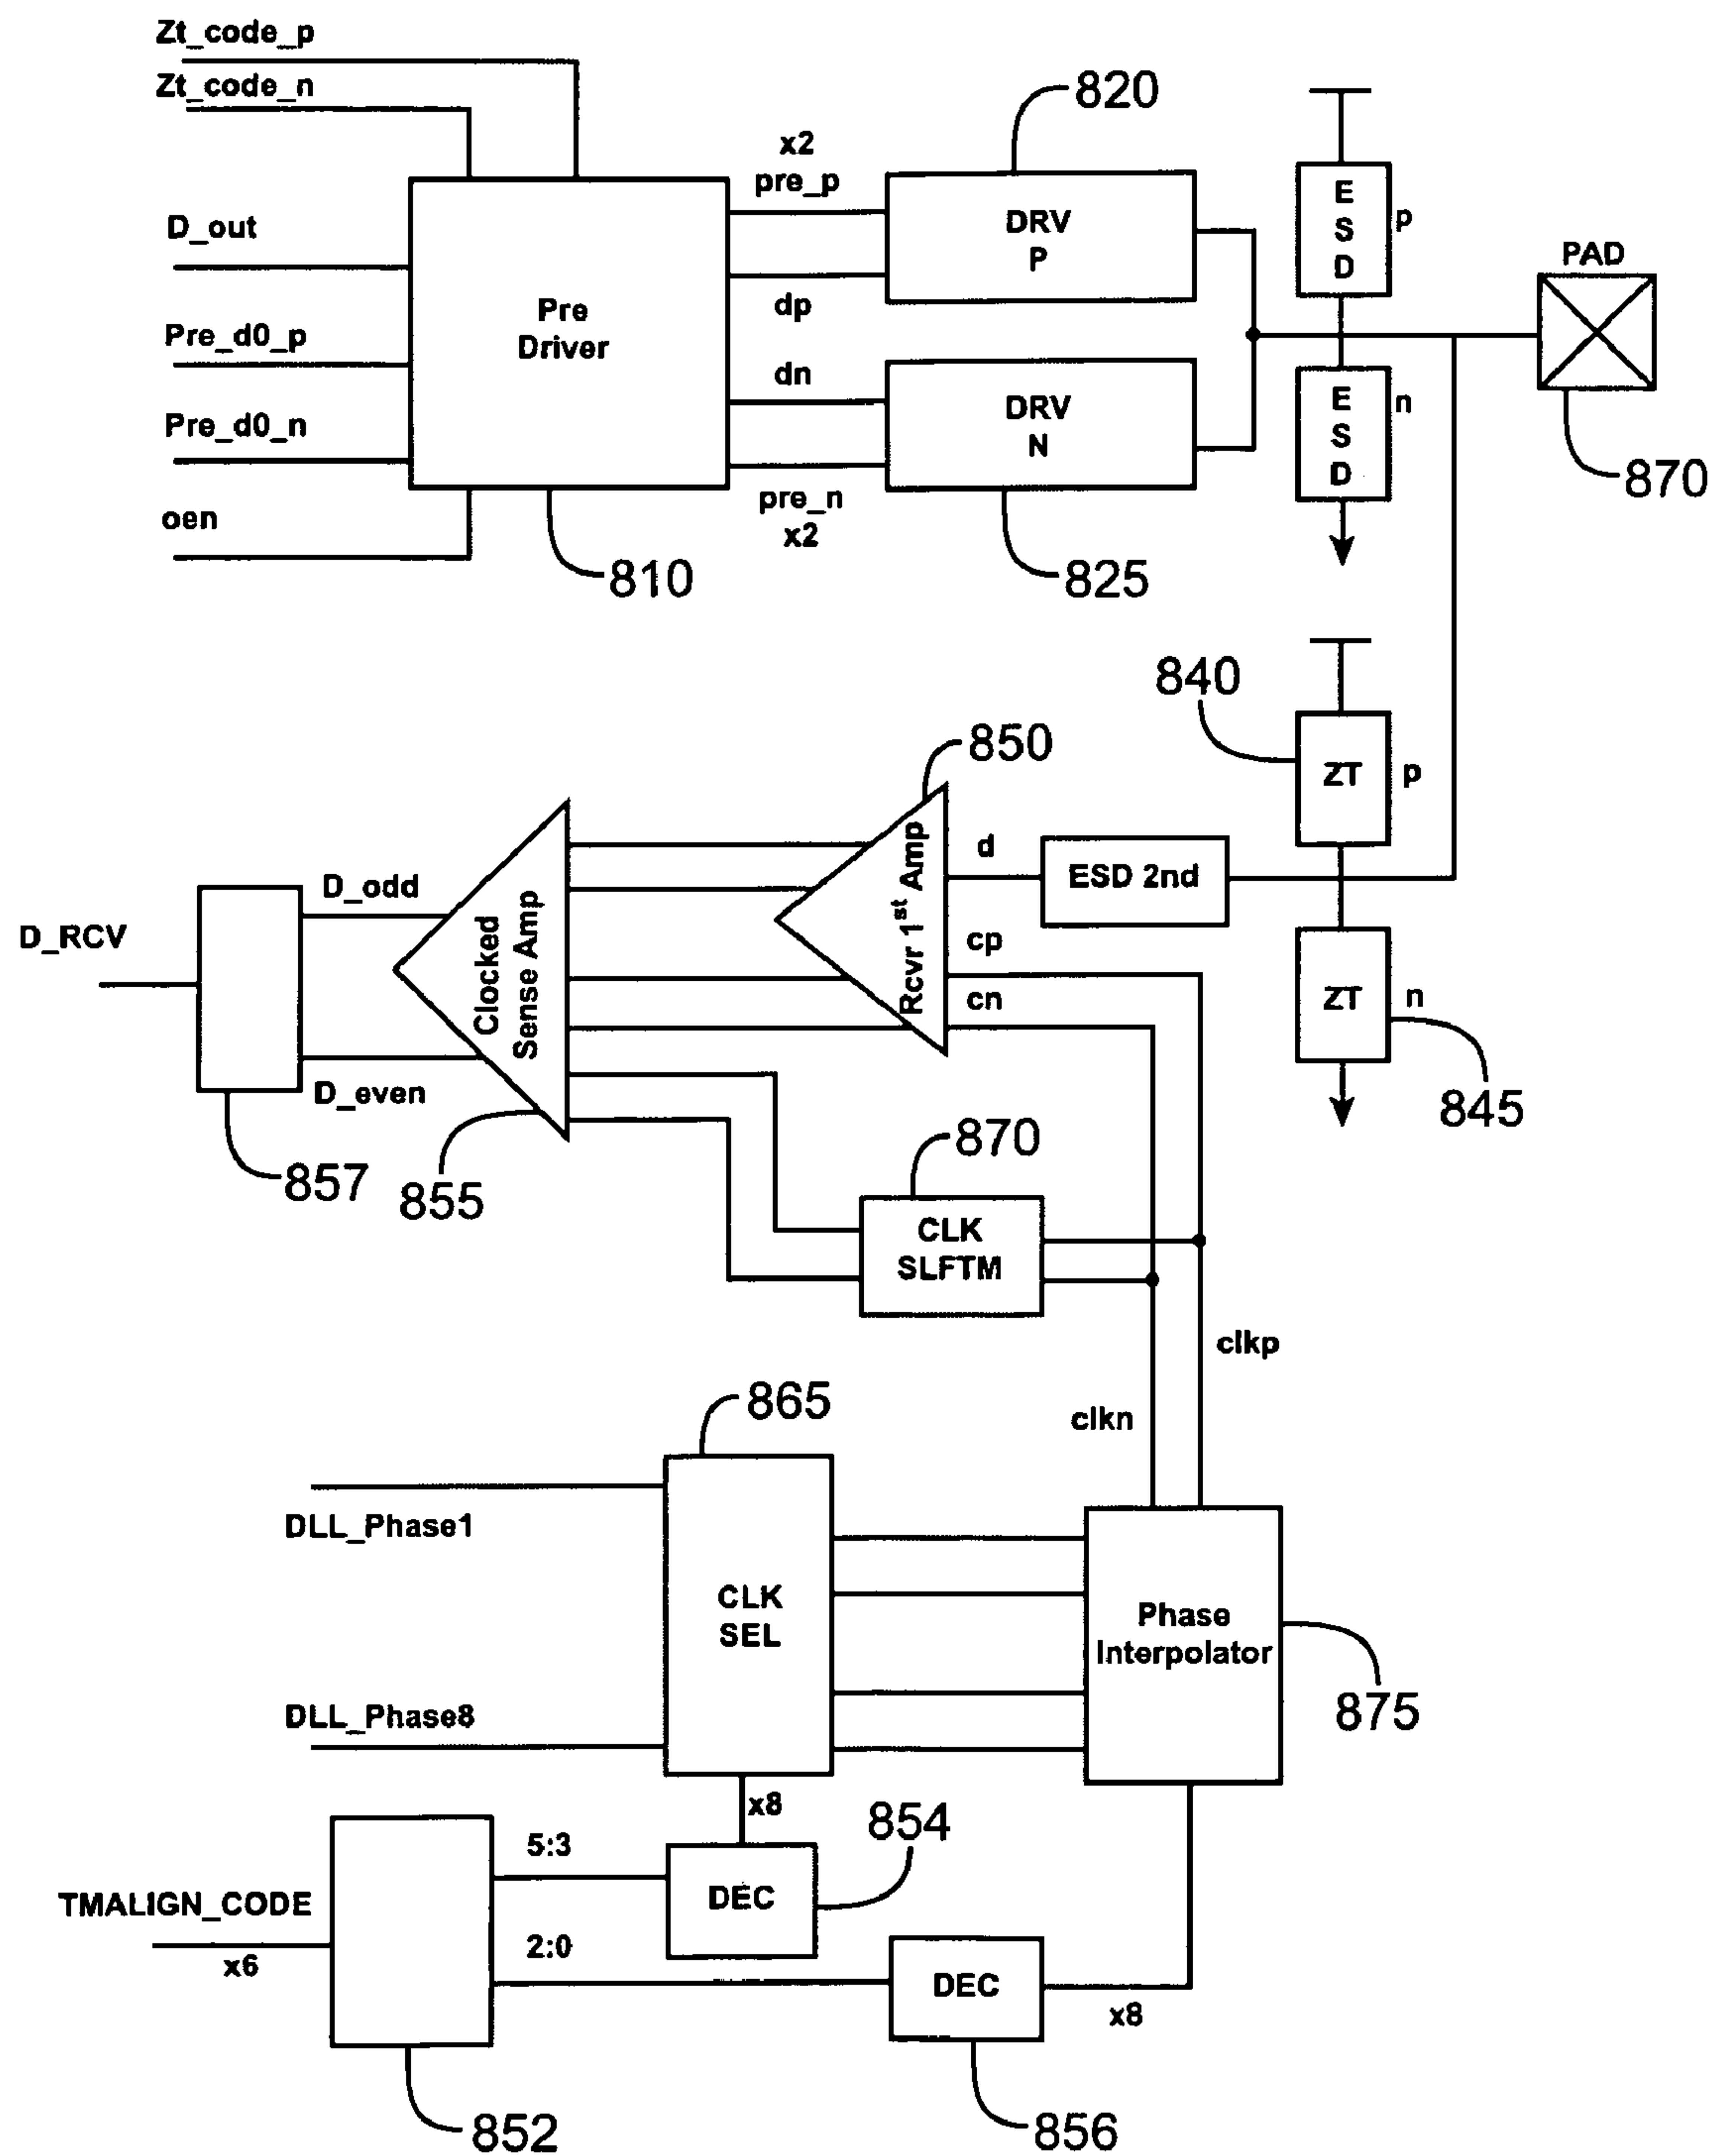 Zt_code_p
Zt_code_n
820
x2
pre_p
D_out
DRV
P
ESD
p
PAD
Pre
Driver
dp
Pre_d0_p
dn
DRV
N
ESD
n
Pre_d0_n
870
pre_n
x2
oen
810
825
840
850
ZT
p
d
ESD 2nd
Rcvr 1st Amp
D_odd
Clocked
Sense Amp
D_RCV
cp
cn
ZT
n
D_even
845
870
857
855
CLK
SLFTM
clkp
865
clkn
DLL_Phase1
CLK
SEL
Phase
Interpolator
DLL_Phase8
875
x8
854
5:3
DEC
TMALIGN_CODE
2:0
x6
DEC
x8
852
856